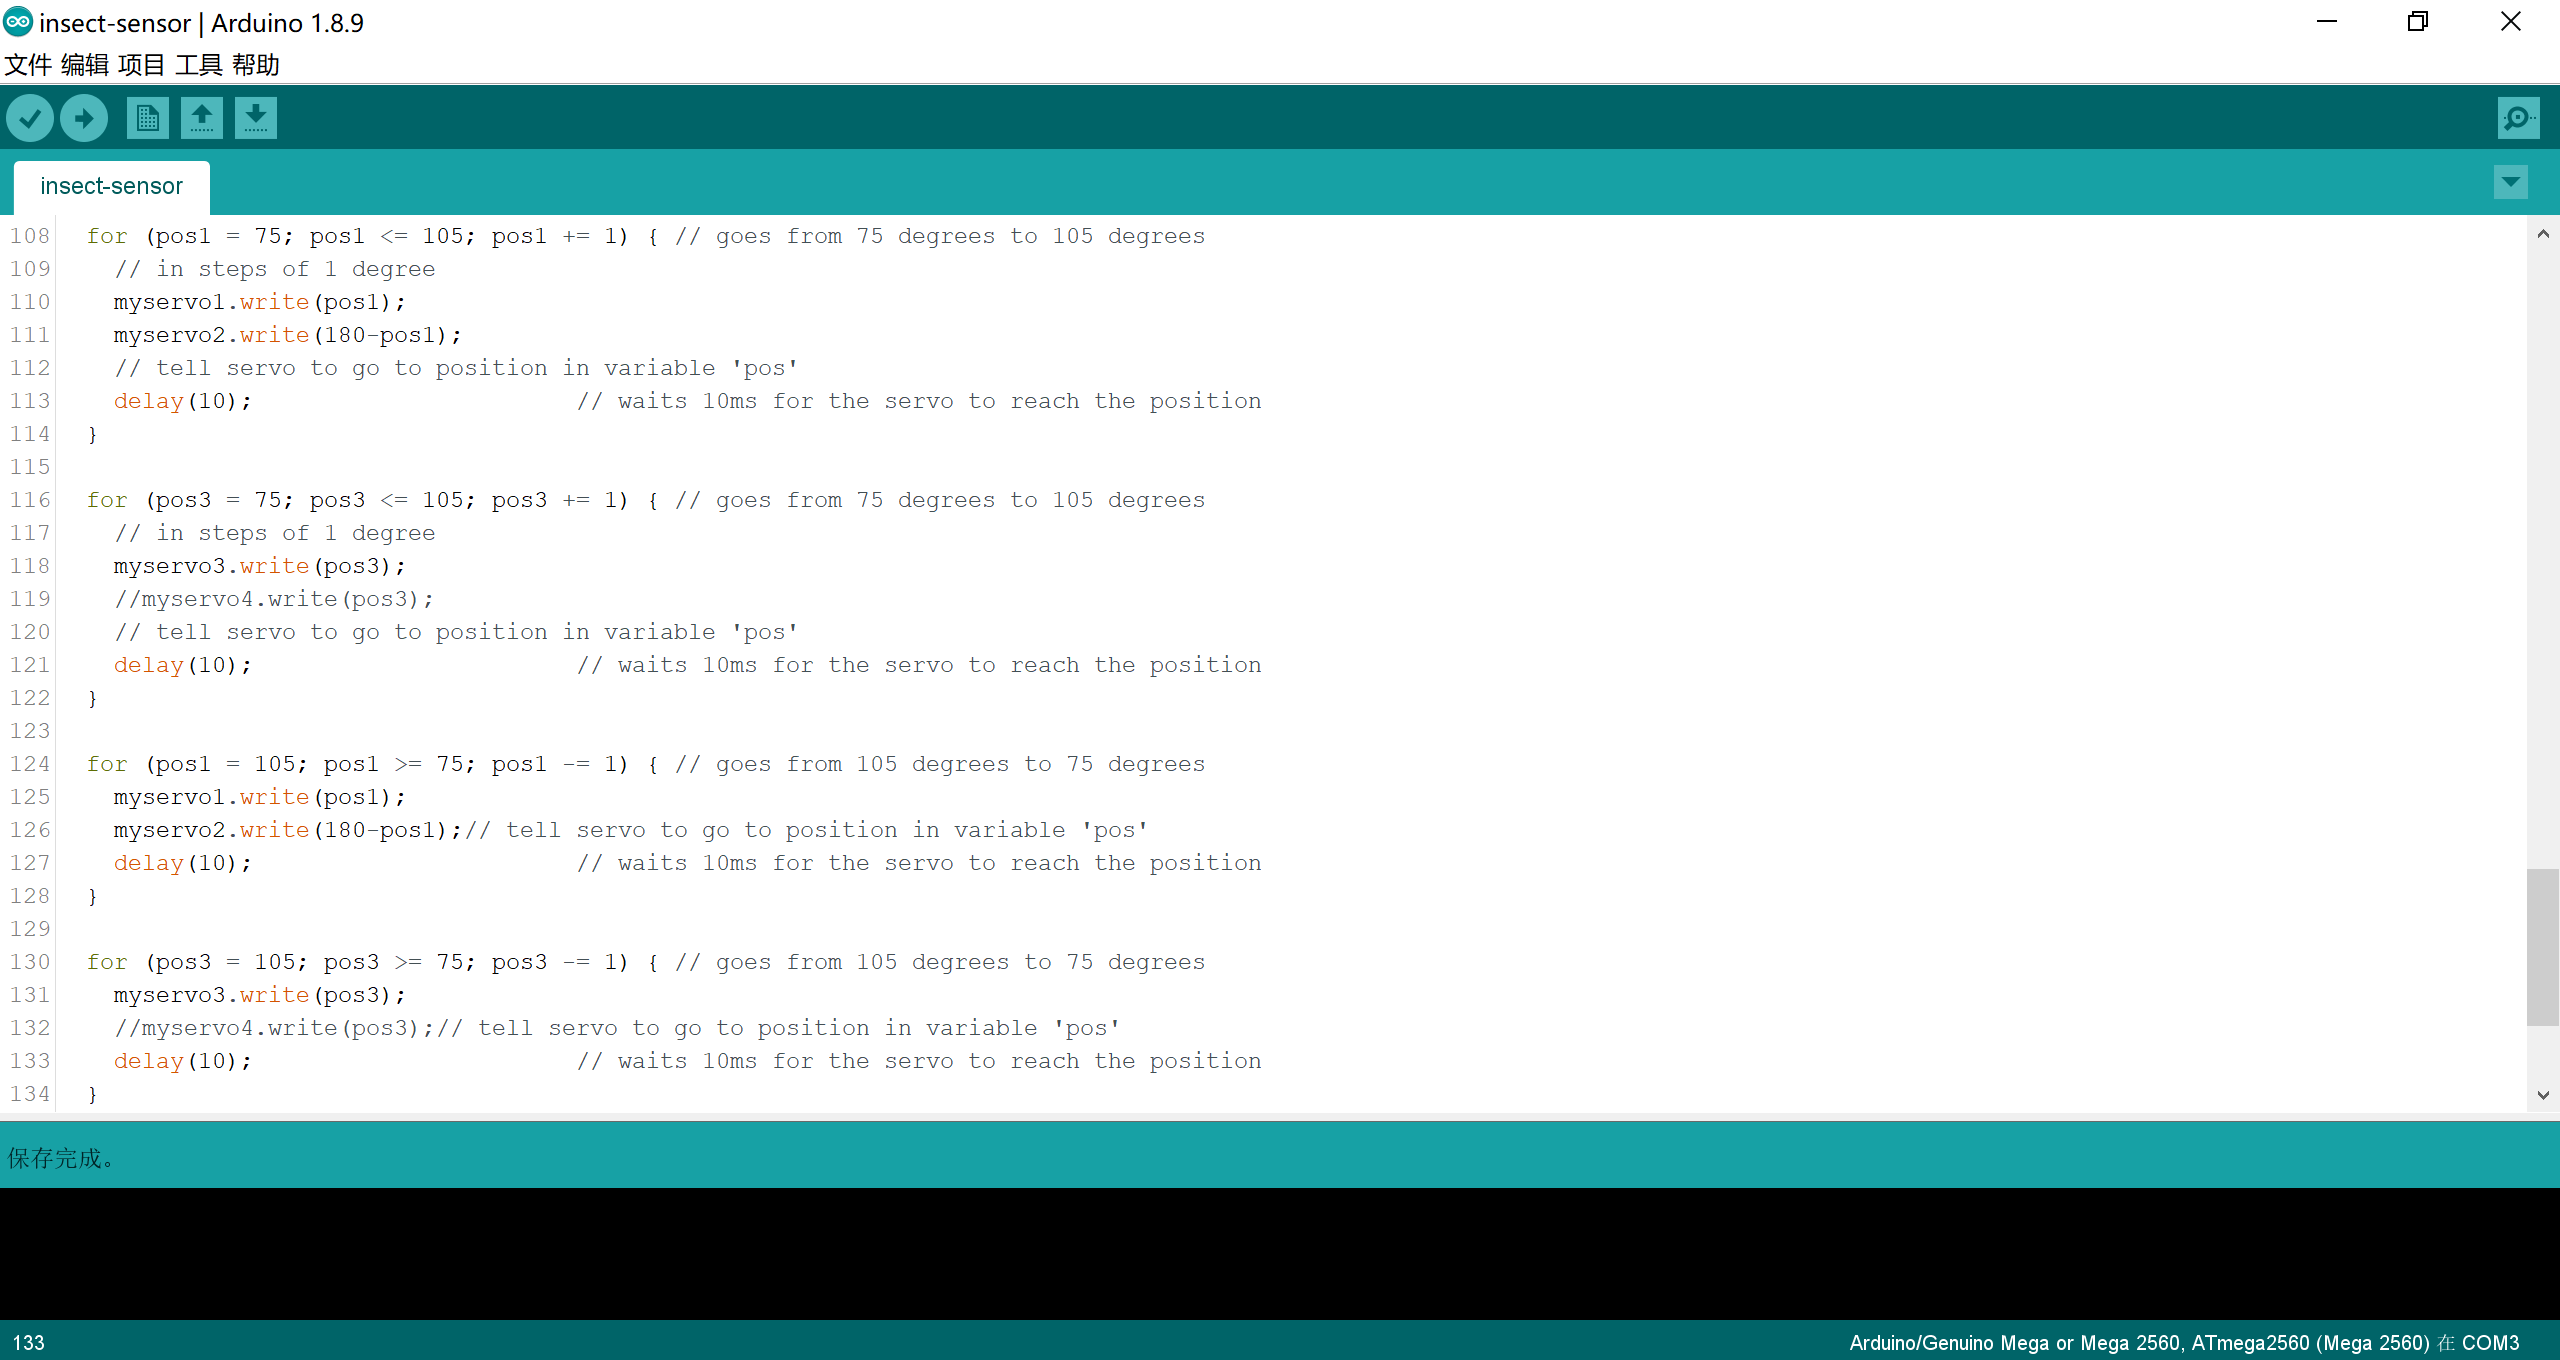 insect-sensor | Arduino 1.8.9
文件 编辑 项目 工具 帮助
insect-sensor
108 for (pos1 = 75; pos1 <= 105; pos1 += 1) { // goes from 75 degrees to 105 degrees
109 // in steps of 1 degree
110 myservo1.write(pos1);
111 myservo2.write(180-pos1);
112 // tell servo to go to position in variable 'pos'
113 delay(10); // waits 10ms for the servo to reach the position
114 }
115
116 for (pos3 = 75; pos3 <= 105; pos3 += 1) { // goes from 75 degrees to 105 degrees
117 // in steps of 1 degree
118 myservo3.write(pos3);
119 //myservo4.write(pos3);
120 // tell servo to go to position in variable 'pos'
121 delay(10); // waits 10ms for the servo to reach the position
122 }
123
124 for (pos1 = 105; pos1 >= 75; pos1 -= 1) { // goes from 105 degrees to 75 degrees
125 myservo1.write(pos1);
126 myservo2.write(180-pos1);// tell servo to go to position in variable 'pos'
127 delay(10); // waits 10ms for the servo to reach the position
128 }
129
130 for (pos3 = 105; pos3 >= 75; pos3 -= 1) { // goes from 105 degrees to 75 degrees
131 myservo3.write(pos3);
132 //myservo4.write(pos3);// tell servo to go to position in variable 'pos'
133 delay(10); // waits 10ms for the servo to reach the position
134 }
保存完成。
133 Arduino/Genuino Mega or Mega 2560, ATmega2560 (Mega 2560) 在 COM3